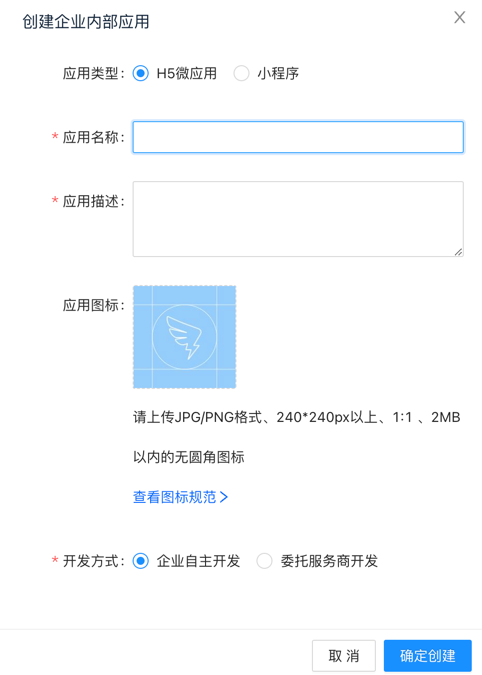 创建企业内部应用
应用类型： H5微应用 小程序
* 应用名称：
* 应用描述：
应用图标：
请上传JPG/PNG格式、240*240px以上、1:1 、2MB
以内的无圆角图标
查看图标规范
* 开发方式： 企业自主开发 委托服务商开发
取 消 确定创建